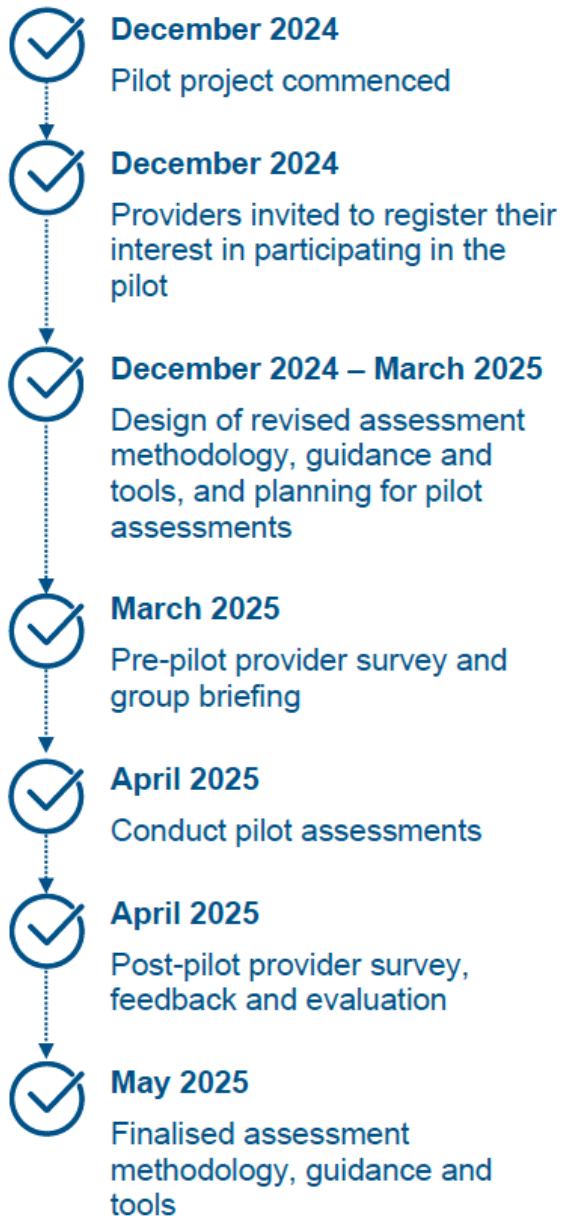 December 2024
Pilot project commenced
December 2024
Providers invited to register their
interest in participating in the
pilot
December 2024 – March 2025
Design of revised assessment
methodology, guidance and
tools, and planning for pilot
assessments
March 2025
Pre-pilot provider survey and
group briefing
April 2025
Conduct pilot assessments
April 2025
Post-pilot provider survey,
feedback and evaluation
May 2025
Finalised assessment
methodology, guidance and
tools